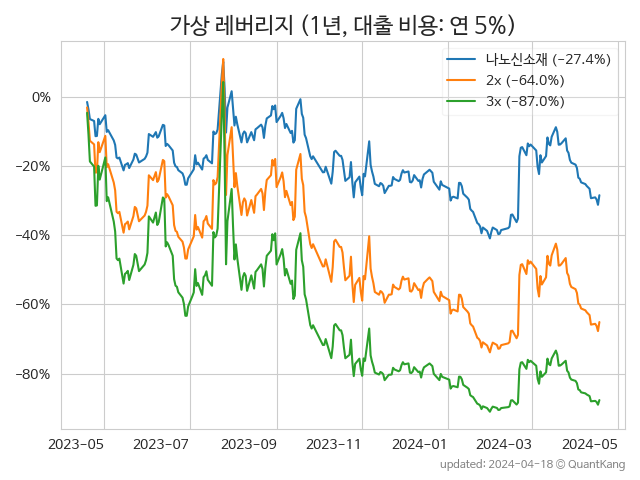 가상 레버리지 (1년, 대출 비용: 연 5%)
나노신소재 (−27.4%)
2x (−64.0%)
3x (−87.0%)
0%
−20%
−40%
−60%
−80%
2023-05 2023-07 2023-09 2023-11 2024-01 2024-03 2024-05
updated: 2024-04-18 ⓒ QuantKang